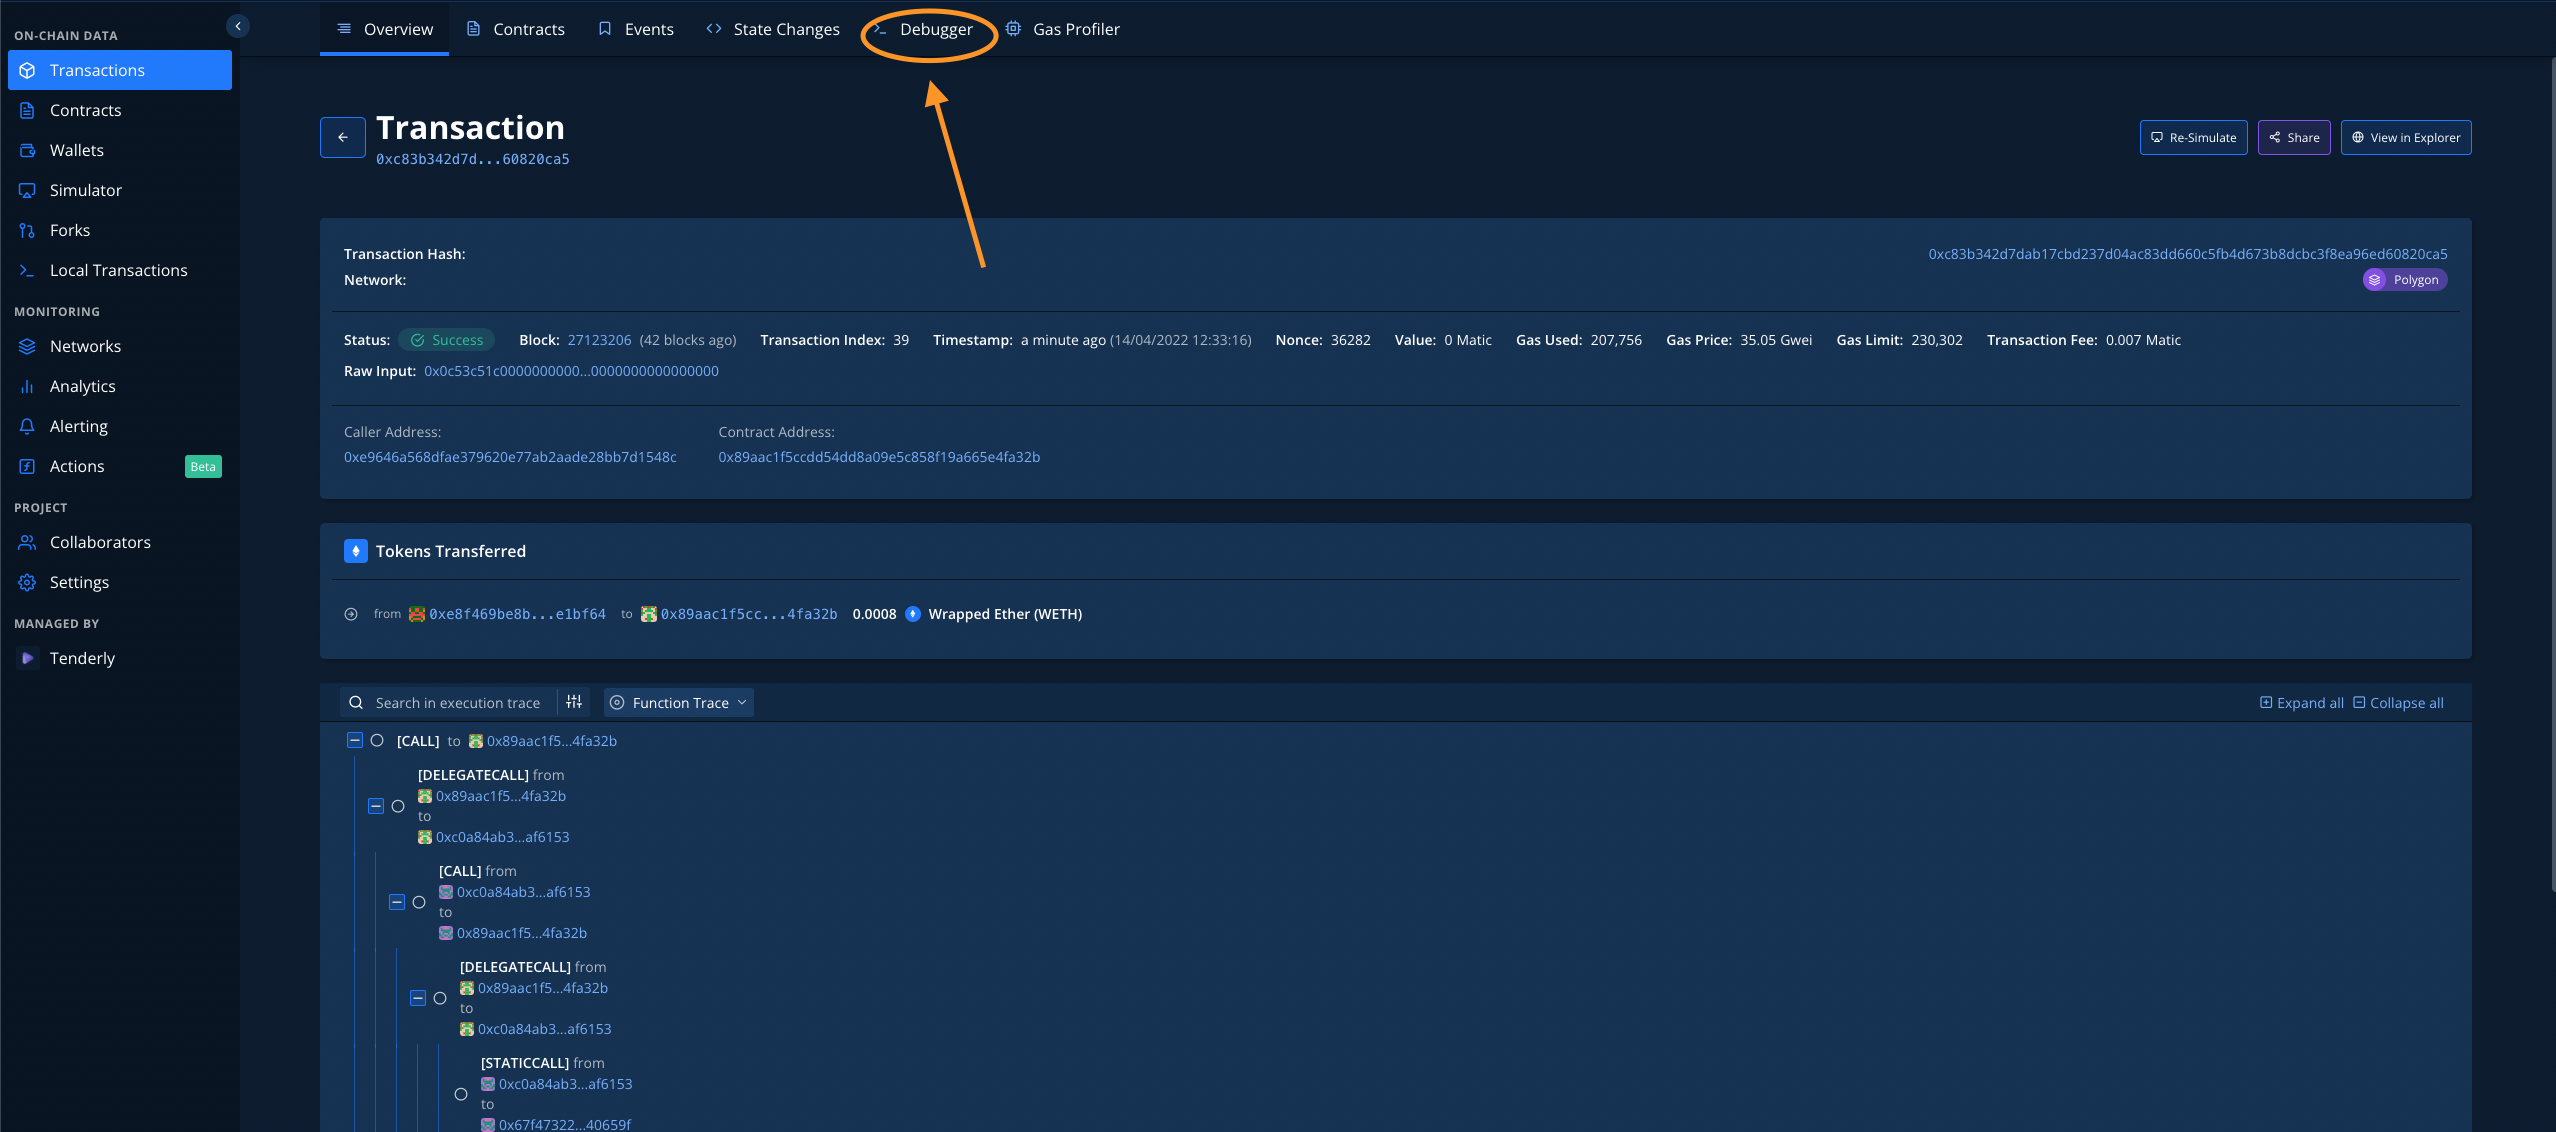 ON-CHAIN DATA
Transactions
Contracts
Wallets
Simulator
Forks
Local Transactions
MONITORING
Networks
Analytics
Alerting
Actions Beta
PROJECT
Collaborators
Settings
MANAGED BY
Tenderly
Overview Contracts Events State Changes Debugger Gas Profiler
Transaction
0xc83b342d7d...60820ca5
Re-Simulate Share View in Explorer
Transaction Hash: 0xc83b342d7dab17cbd237d04ac83dd660c5fb4d673b8dcbc3f8ea96ed60820ca5
Network: Polygon
Status: Success Block: 27123206 (42 blocks ago) Transaction Index: 39 Timestamp: a minute ago (14/04/2022 12:33:16) Nonce: 36282 Value: 0 Matic Gas Used: 207,756 Gas Price: 35.05 Gwei Gas Limit: 230,302 Transaction Fee: 0.007 Matic
Raw Input: 0x0c53c51c0000000000...0000000000000000
Caller Address: Contract Address:
0xe9646a568dfae379620e77ab2aade28bb7d1548c 0x89aac1f5ccdd54dd8a09e5c858f19a665e4fa32b
Tokens Transferred
from 0xe8f469be8b...e1bf64 to 0x89aac1f5cc...4fa32b 0.0008 Wrapped Ether (WETH)
Search in execution trace Function Trace Expand all Collapse all
[CALL] to 0x89aac1f5...4fa32b
[DELEGATECALL] from
0x89aac1f5...4fa32b
to
0xc0a84ab3...af6153
[CALL] from
0xc0a84ab3...af6153
to
0x89aac1f5...4fa32b
[DELEGATECALL] from
0x89aac1f5...4fa32b
to
0xc0a84ab3...af6153
[STATICCALL] from
0xc0a84ab3...af6153
to
0x67f47322...40659f